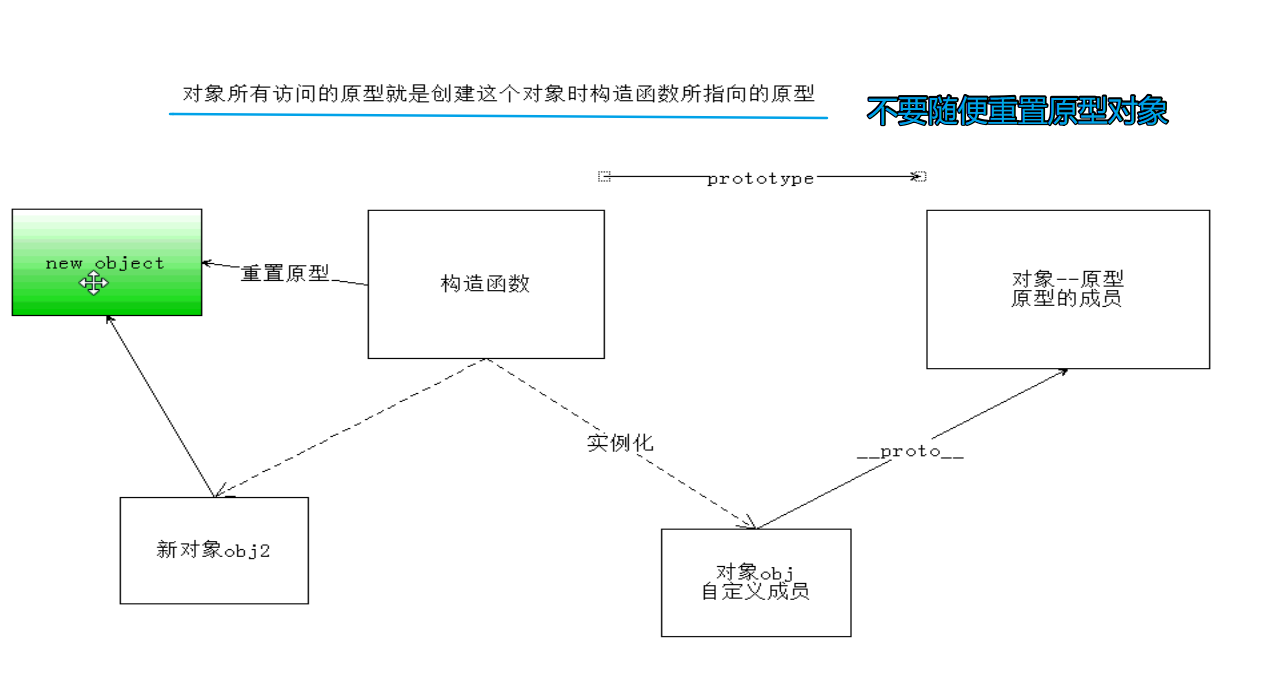 对象所有访问的原型就是创建这个对象时构造函数所指向的原型
不要随便重置原型对象
prototype
new object
重置原型
构造函数
对象--原型
原型的成员
实例化
__proto__
新对象obj2
对象obj
自定义成员